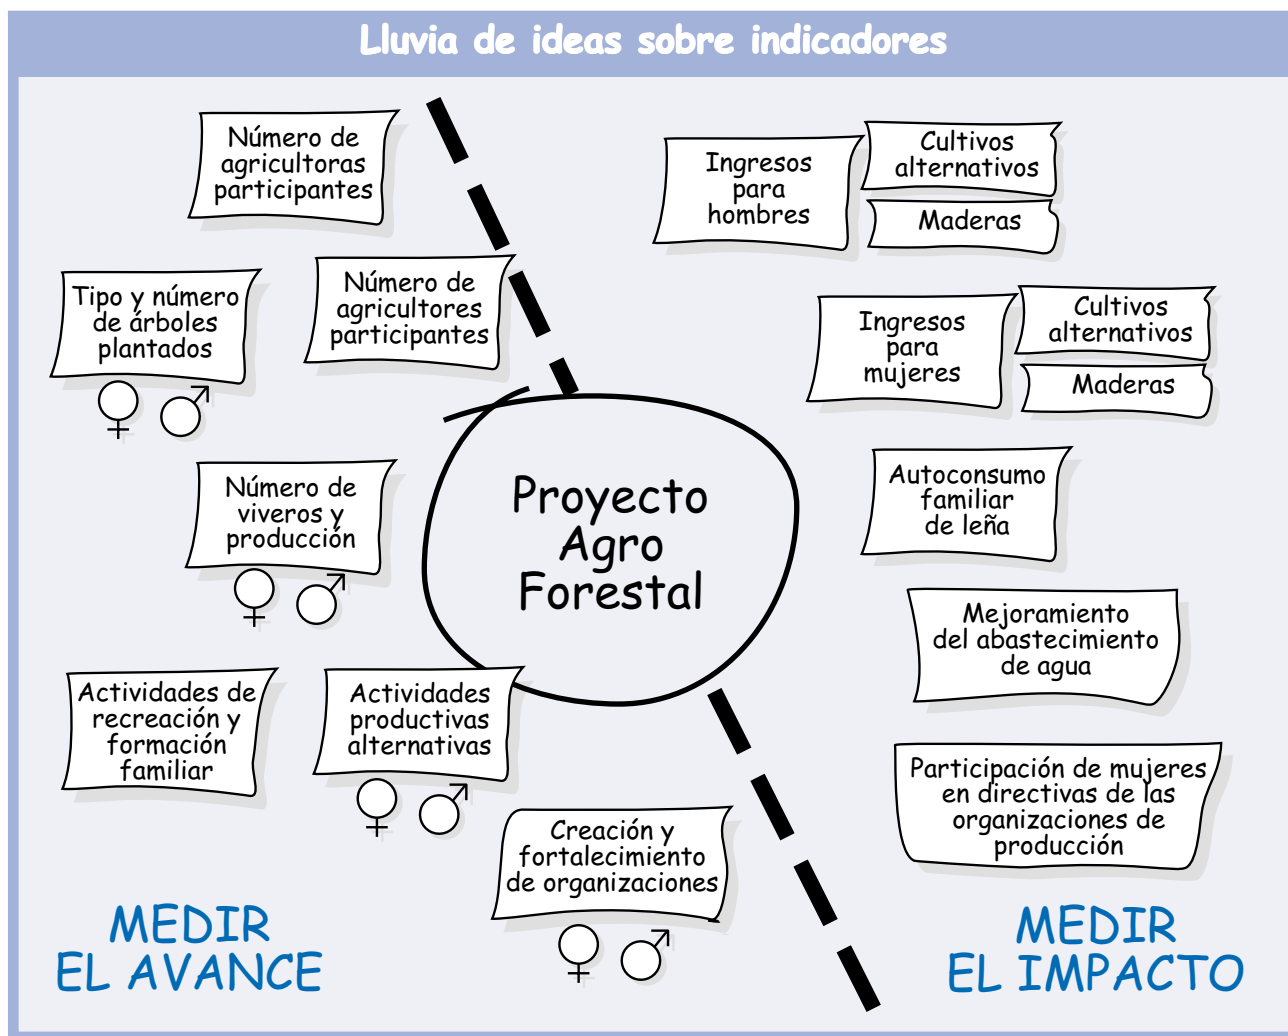 Lluvia de ideas sobre indicadores
Número de
agricultoras
participantes
Número de
agricultores
participantes
Tipo y número
de árboles
plantados
Número de
viveros y
producción
Actividades de
recreación y
formación
familiar
Actividades
productivas
alternativas
Creación y
fortalecimiento
de organizaciones
MEDIR
EL AVANCE
Proyecto
Agro
Forestal
Ingresos
para
hombres
Cultivos
alternativos
Maderas
Ingresos
para
mujeres
Cultivos
alternativos
Maderas
Autoconsumo
familiar
de leña
Mejoramiento
del abastecimiento
de agua
Participación de mujeres
en directivas de las
organizaciones de
producción
MEDIR
EL IMPACTO